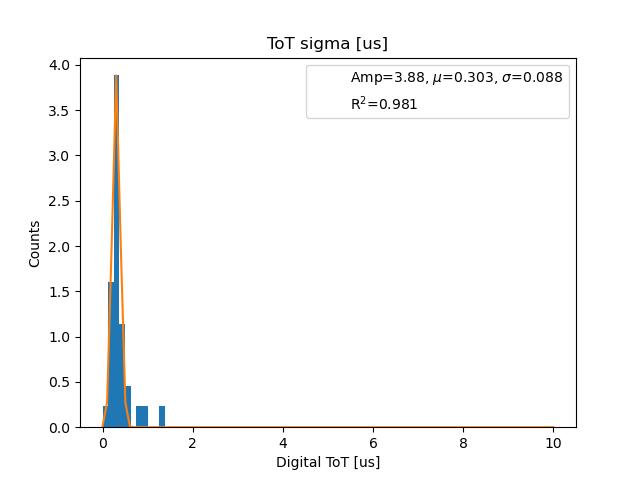 ToT sigma [us]
Amp=3.88, μ=0.303, σ=0.088
R²=0.981
4.0
3.5
3.0
2.5
2.0
1.5
1.0
0.5
0.0
Counts
0 2 4 6 8 10
Digital ToT [us]